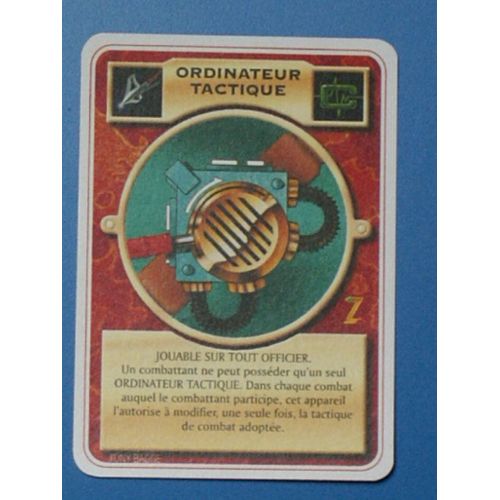 ORDINATEUR
TACTIQUE
Z
JOUABLE SUR TOUT OFFICIER.
Un combattant ne peut posséder qu'un seul
ORDINATEUR TACTIQUE. Dans chaque combat
auquel le combattant participe, cet appareil
l'autorise à modifier, une seule fois, la tactique
de combat adoptée.